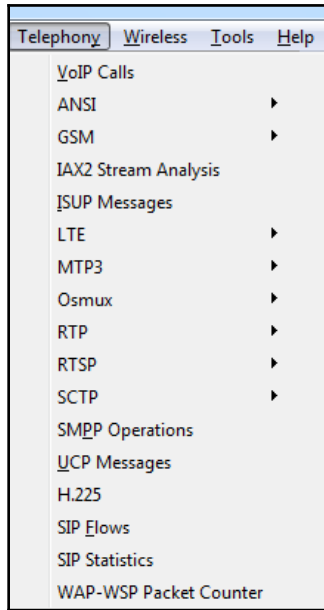 Telephony Wireless Tools Help
VoIP Calls
ANSI
GSM
IAX2 Stream Analysis
ISUP Messages
LTE
MTP3
Osmux
RTP
RTSP
SCTP
SMPP Operations
UCP Messages
H.225
SIP Flows
SIP Statistics
WAP-WSP Packet Counter